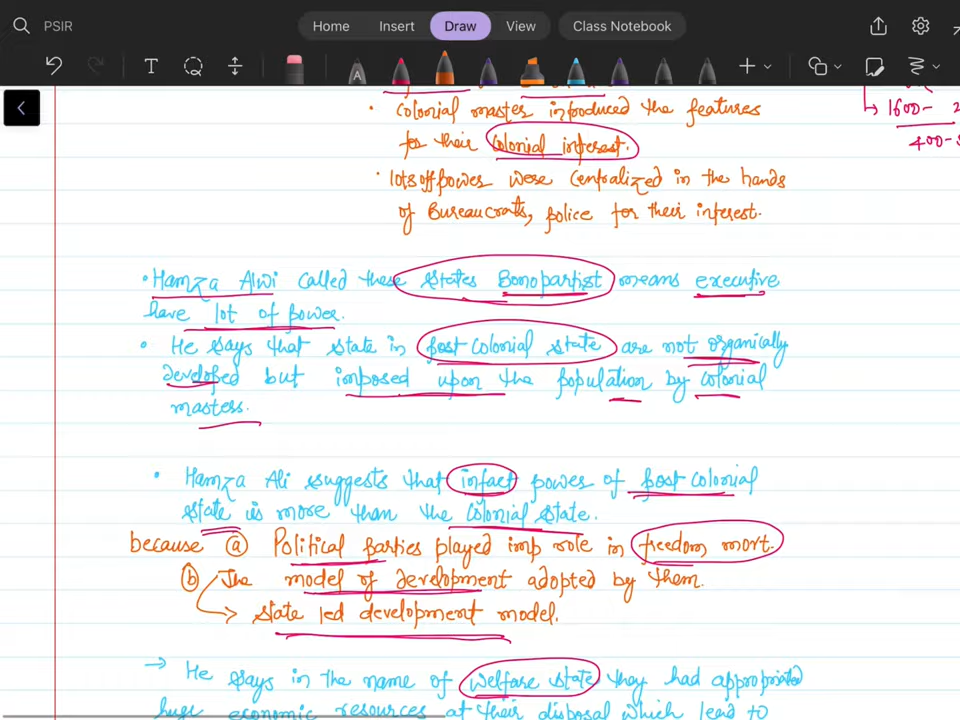 PSIR
Home Insert Draw View Class Notebook
T
A
• Colonial master introduced the features
for their Colonial interest.
• lots off power were centralized in the hands
of Bureaucrats, police for their interest.
↳ 1600-
400-
• Hamza Alwi called these states Bonopartist means executive
have lot of power.
• He says that state in post colonial state are not organically
developed but imposed upon the population by colonial
masters.
• Hamza Ali suggests that infact power of post colonial
state is more than the colonial state.
because ⓐ Political parties played imp role in freedom movt.
ⓑ The model of development adopted by them.
→ state led development model.
→ He says in the name of welfare state they had appropriated
huge economic resources at their disposal which lead to